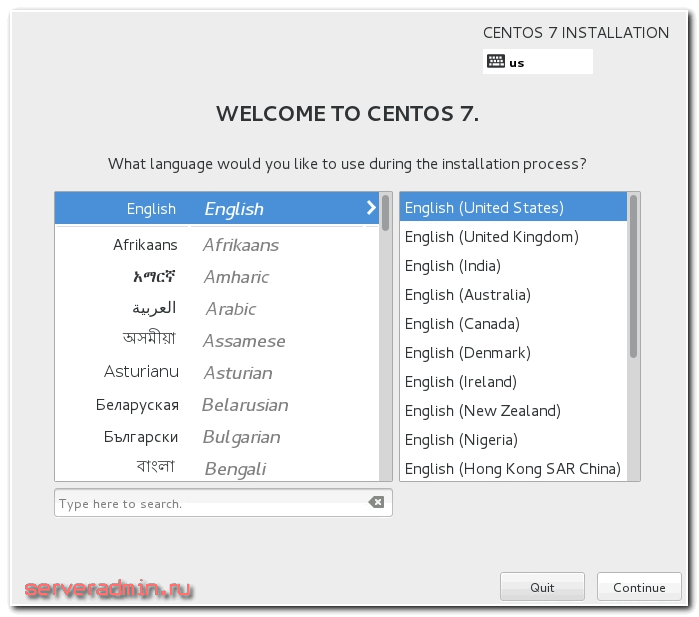 CENTOS 7 INSTALLATION
us
WELCOME TO CENTOS 7.
What language would you like to use during the installation process?
English English
Afrikaans Afrikaans
አማርኛ Amharic
العربية Arabic
অসমীয়া Assamese
Asturianu Asturian
Беларуская Belarusian
Български Bulgarian
বাংলা Bengali
English (United States)
English (United Kingdom)
English (India)
English (Australia)
English (Canada)
English (Denmark)
English (Ireland)
English (New Zealand)
English (Nigeria)
English (Hong Kong SAR China)
Type here to search.
serveradmin.ru
Quit
Continue